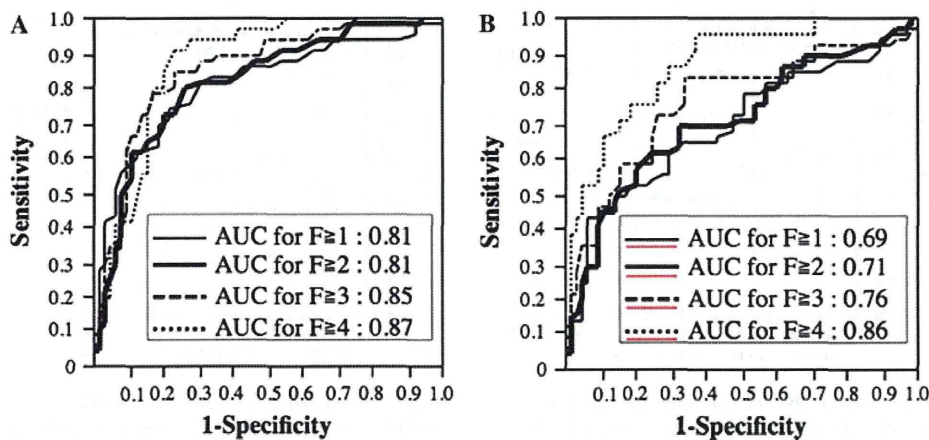 A
Sensitivity
1.0
0.9
0.8
0.7
0.6
0.5
0.4
0.3
0.2
0.1
0
AUC for F≧1 : 0.81
AUC for F≧2 : 0.81
AUC for F≧3 : 0.85
AUC for F≧4 : 0.87
0.1 0.2 0.3 0.4 0.5 0.6 0.7 0.8 0.9 1.0
1-Specificity
B
Sensitivity
1.0
0.9
0.8
0.7
0.6
0.5
0.4
0.3
0.2
0.1
0
AUC for F≧1 : 0.69
AUC for F≧2 : 0.71
AUC for F≧3 : 0.76
AUC for F≧4 : 0.86
0.1 0.2 0.3 0.4 0.5 0.6 0.7 0.8 0.9 1.0
1-Specificity